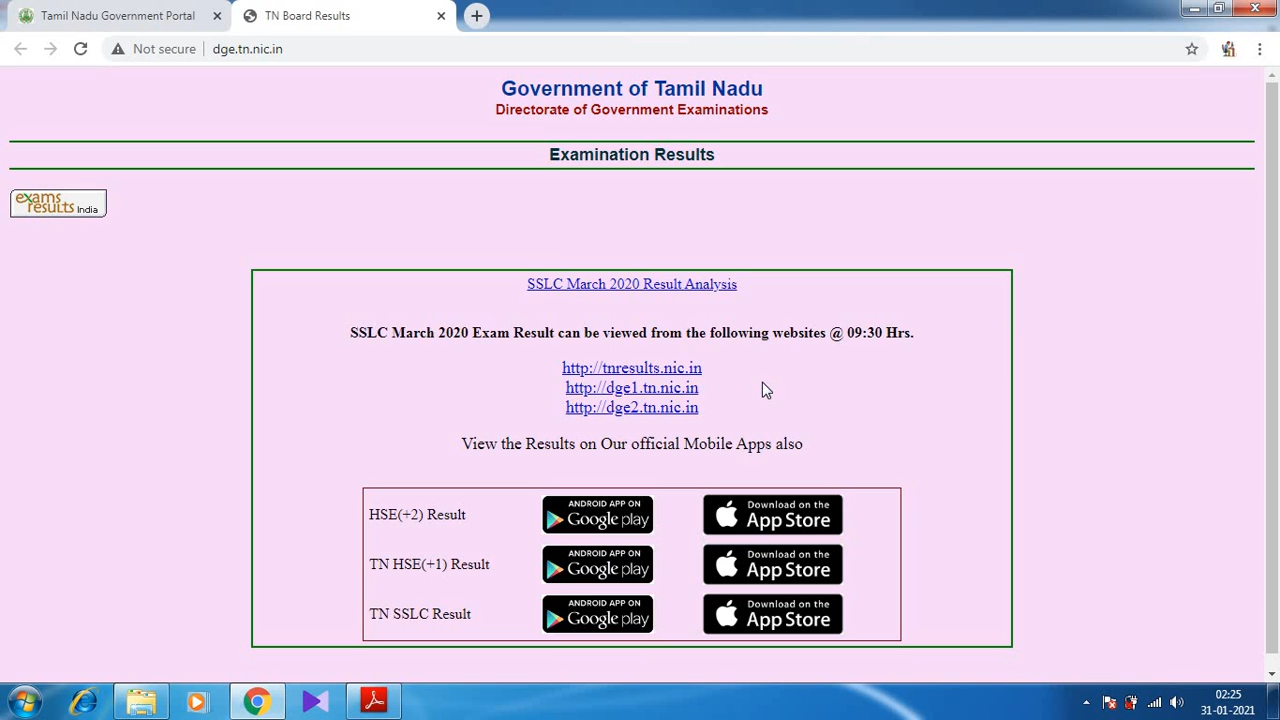 Tamil Nadu Government Portal
TN Board Results
Not secure
dge.tn.nic.in
Government of Tamil Nadu
Directorate of Government Examinations
Examination Results
exams
results India
SSLC March 2020 Result Analysis
SSLC March 2020 Exam Result can be viewed from the following websites @ 09:30 Hrs.
http://tnresults.nic.in
http://dge1.tn.nic.in
http://dge2.tn.nic.in
View the Results on Our official Mobile Apps also
HSE(+2) Result
ANDROID APP ON
Google play
Download on the
App Store
TN HSE(+1) Result
ANDROID APP ON
Google play
Download on the
App Store
TN SSLC Result
ANDROID APP ON
Google play
Download on the
App Store
02:25
31-01-2021